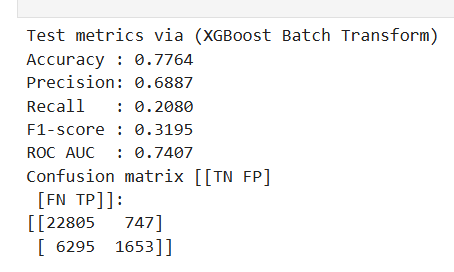 Test metrics via (XGBoost Batch Transform)
Accuracy : 0.7764
Precision: 0.6887
Recall   : 0.2080
F1-score : 0.3195
ROC AUC  : 0.7407
Confusion matrix [[TN FP]
 [FN TP]]:
[[22805   747]
 [ 6295  1653]]